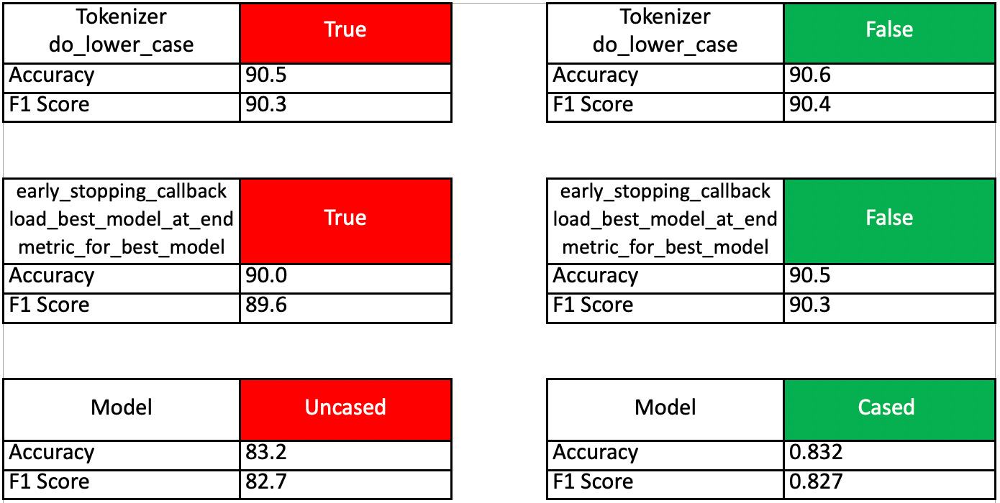 Tokenizer
do_lower_case
True
Accuracy
90.5
F1 Score
90.3
Tokenizer
do_lower_case
False
Accuracy
90.6
F1 Score
90.4
early_stopping_callback
load_best_model_at_end
metric_for_best_model
True
Accuracy
90.0
F1 Score
89.6
early_stopping_callback
load_best_model_at_end
metric_for_best_model
False
Accuracy
90.5
F1 Score
90.3
Model
Uncased
Accuracy
83.2
F1 Score
82.7
Model
Cased
Accuracy
0.832
F1 Score
0.827